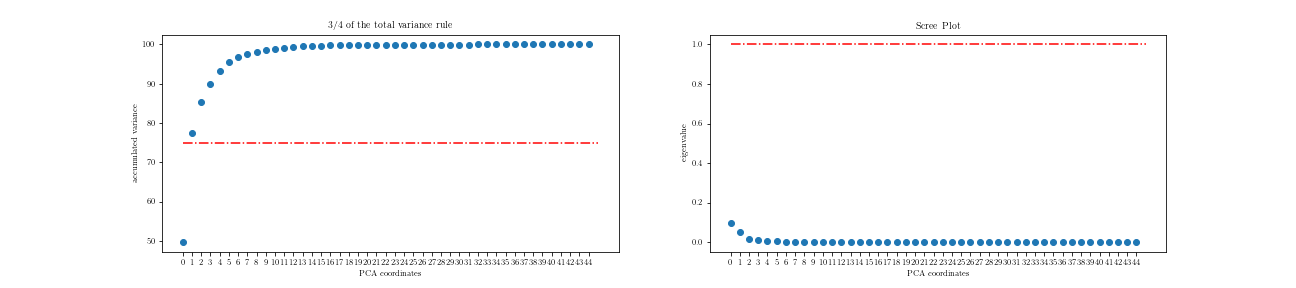 3/4 of the total variance rule
100
90
80
70
60
50
accumulated variance
0 1 2 3 4 5 6 7 8 9 10 11 12 13 14 15 16 17 18 19 20 21 22 23 24 25 26 27 28 29 30 31 32 33 34 35 36 37 38 39 40 41 42 43 44
PCA coordinates
Scree Plot
1.0
0.8
0.6
0.4
0.2
0.0
eigenvalue
0 1 2 3 4 5 6 7 8 9 10 11 12 13 14 15 16 17 18 19 20 21 22 23 24 25 26 27 28 29 30 31 32 33 34 35 36 37 38 39 40 41 42 43 44
PCA coordinates